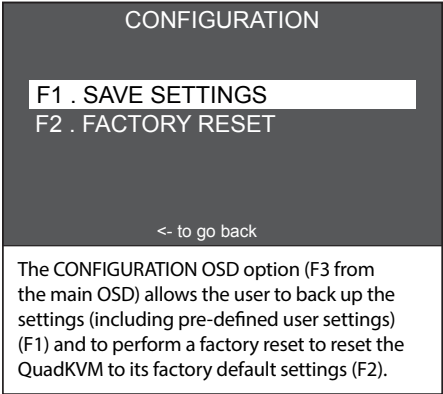 CONFIGURATION
F1 . SAVE SETTINGS
F2 . FACTORY RESET
<- to go back
The CONFIGURATION OSD option (F3 from
the main OSD) allows the user to back up the
settings (including pre-defined user settings)
(F1) and to perform a factory reset to reset the
QuadKVM to its factory default settings (F2).